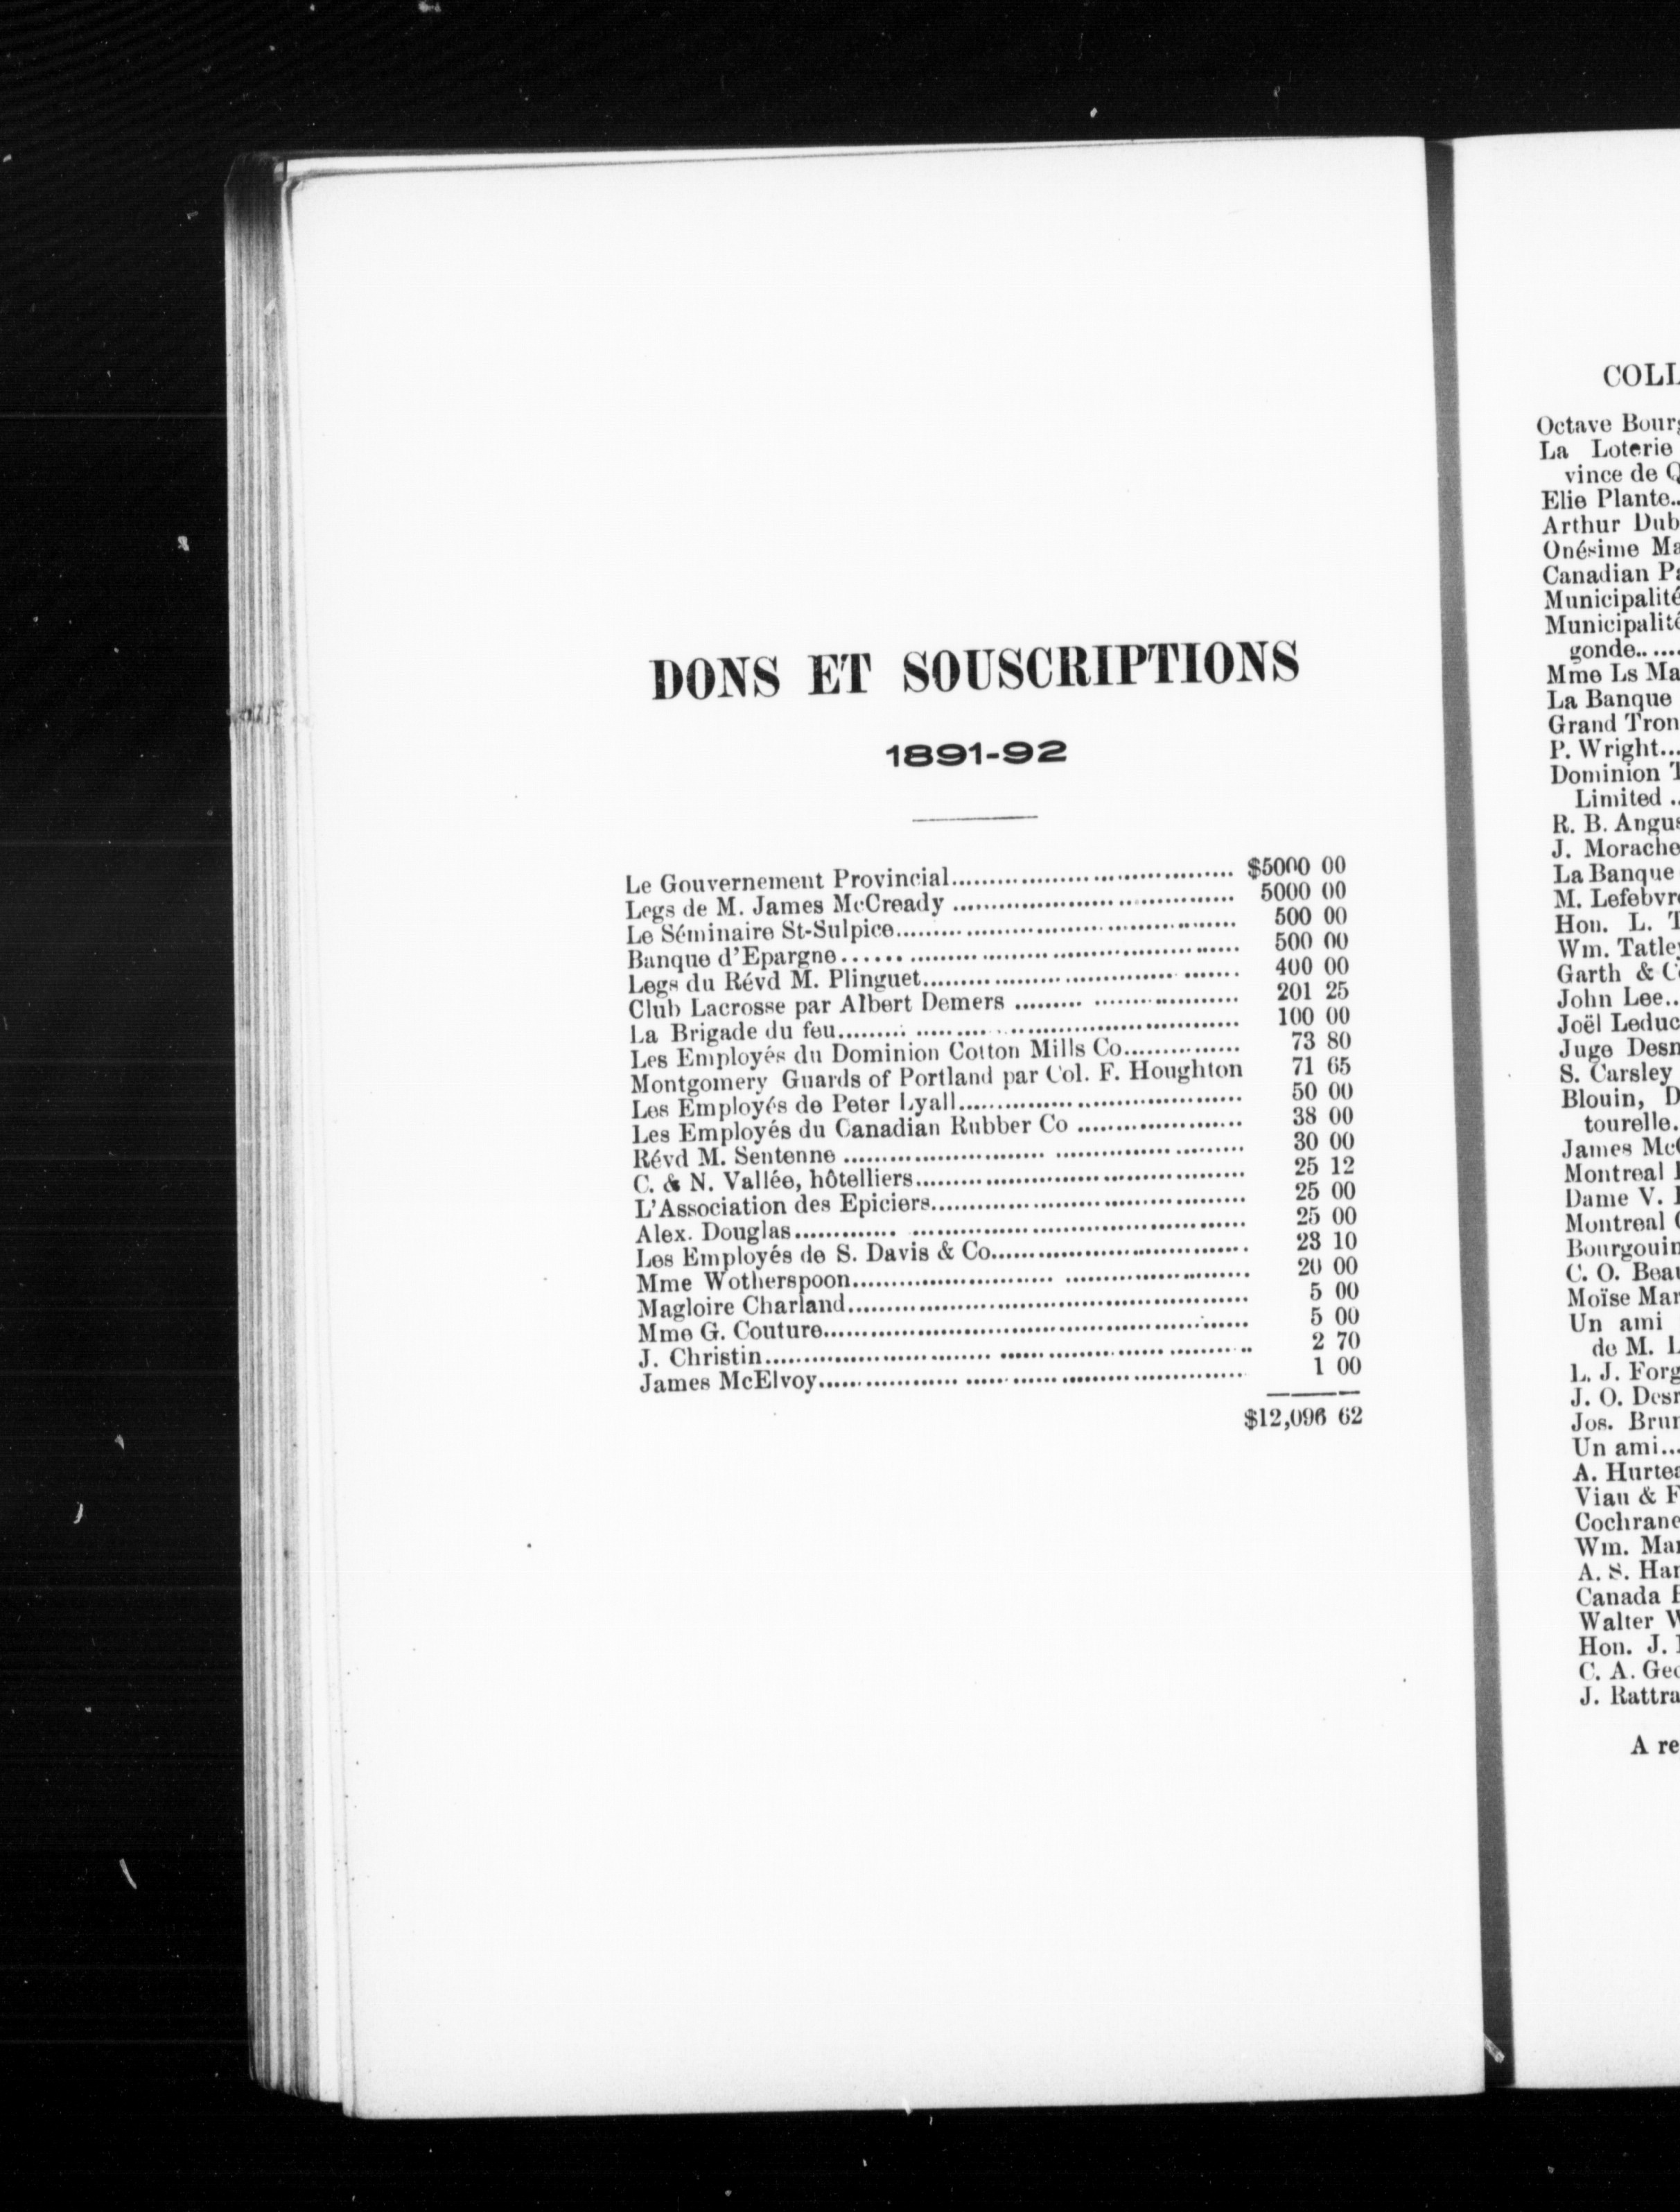 DONS ET SOUSCRIPTIONS
1891-92
Le Gouvernement Provincial........ $5000 00
Legs de M. James McCready ........ 5000 00
Le Séminaire St-Sulpice........ 500 00
Banque d'Epargne........ 500 00
Legs du Révd M. Plinguet........ 400 00
Club Lacrosse par Albert Demers ........ 201 25
La Brigade du feu........ 100 00
Les Employés du Dominion Cotton Mills Co........ 73 80
Montgomery Guards of Portland par Col. F. Houghton 71 65
Les Employés de Peter Lyall........ 50 00
Les Employés du Canadian Rubber Co ........ 38 00
Révd M. Sentenne ........ 30 00
C. & N. Vallée, hôtelliers........ 25 12
L'Association des Epiciers........ 25 00
Alex. Douglas........ 25 00
Les Employés de S. Davis & Co........ 23 10
Mme Wotherspoon........ 20 00
Magloire Charland........ 5 00
Mme G. Couture........ 5 00
J. Christin........ 2 70
James McElvoy........ 1 00
$12,096 62
COLL
Octave Bourg
La Loterie
vince de Q
Elie Plante..
Arthur Dub
Onésime Ma
Canadian Pa
Municipalité
Municipalité
gonde......
Mme Ls Ma
La Banque
Grand Tron
P. Wright...
Dominion T
Limited ..
R. B. Angus
J. Morache
La Banque
M. Lefebvre
Hon. L. T
Wm. Tatley
Garth & Co
John Lee..
Joël Leduc
Juge Desn
S. Carsley
Blouin, D
tourelle.
James McC
Montreal
Dame V.
Montreal
Bourgouin
C. O. Beau
Moïse Mar
Un ami
de M. L
L. J. Forg
J. O. Desr
Jos. Brun
Un ami...
A. Hurtea
Viau & F
Cochrane
Wm. Mar
A. S. Ham
Canada
Walter W
Hon. J.
C. A. Geo
J. Rattra
A re